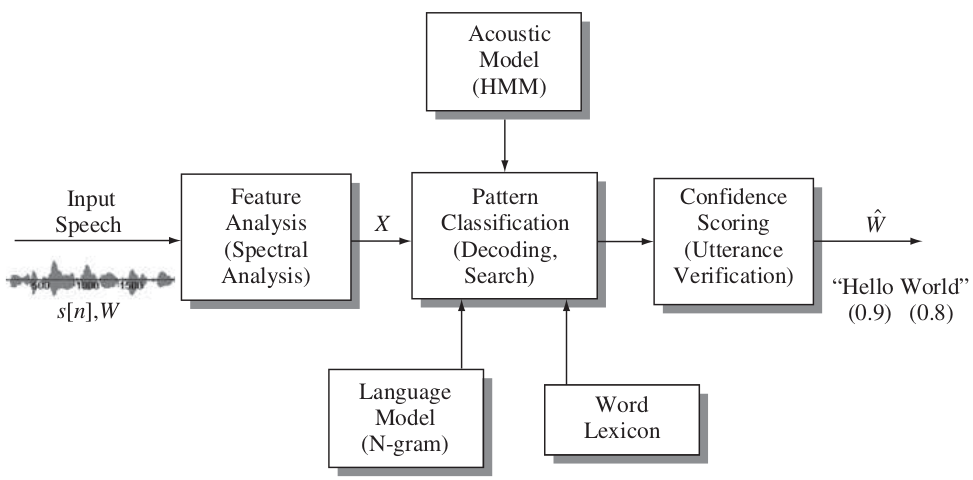 Acoustic
Model
(HMM)
Input
Speech
500 1000 1500
s[n],W
Feature
Analysis
(Spectral
Analysis)
X
Pattern
Classification
(Decoding,
Search)
Confidence
Scoring
(Utterance
Verification)
Ŵ
“Hello World”
(0.9) (0.8)
Language
Model
(N-gram)
Word
Lexicon